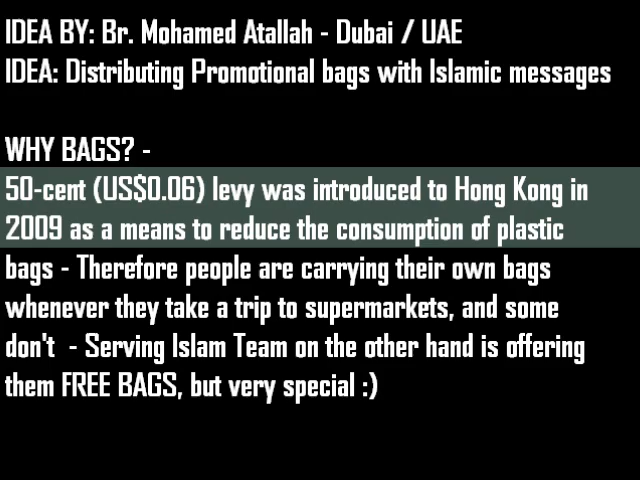 IDEA BY: Br. Mohamed Atallah - Dubai / UAE
IDEA: Distributing Promotional bags with Islamic messages
WHY BAGS? -
50-cent (US$0.06) levy was introduced to Hong Kong in
2009 as a means to reduce the consumption of plastic
bags - Therefore people are carrying their own bags
whenever they take a trip to supermarkets, and some
don't - Serving Islam Team on the other hand is offering
them FREE BAGS, but very special :)